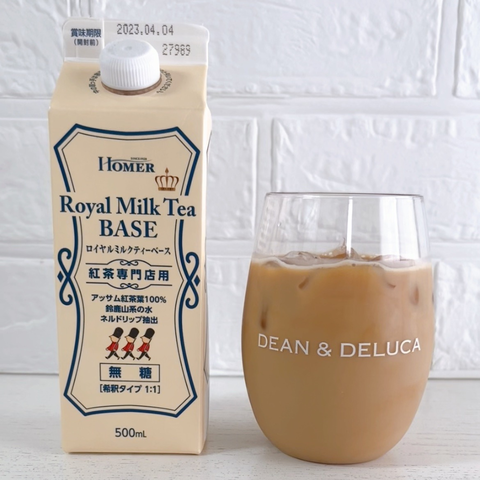 賞味期限
(開封前)
2023.04.04
27989
HOMER
Royal Milk Tea
BASE
ロイヤルミルクティーベース
紅茶専門店用
アッサム紅茶葉100%
鈴鹿山系の水
ネルドリップ抽出
無 糖
[希釈タイプ 1:1]
500mL
DEAN & DELUCA